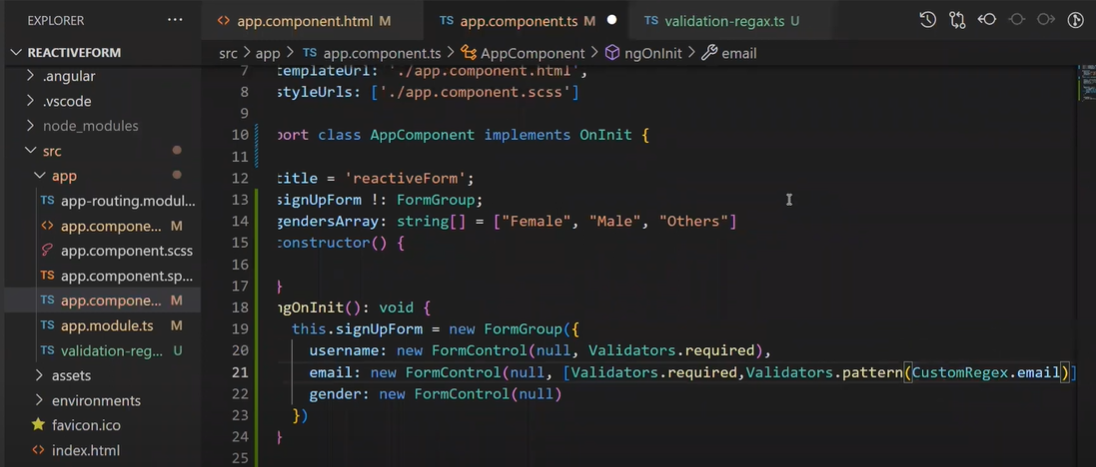 EXPLORER ...
REACTIVEFORM
.angular
.vscode
node_modules
src
app
TS app-routing.modul...
<> app.compone... M
app.component.scss
TS app.component.sp...
TS app.compone... M
TS app.module.ts M
TS validation-reg... U
assets
environments
favicon.ico
<> index.html
<> app.component.html M
TS app.component.ts M
TS validation-regax.ts U
src > app > TS app.component.ts > AppComponent > ngOnInit > email
7 templateUrl: './app.component.html',
8 styleUrls: ['./app.component.scss']
9
10 port class AppComponent implements OnInit {
11
12 title = 'reactiveForm';
13 signUpForm !: FormGroup;
14 gendersArray: string[] = ["Female", "Male", "Others"]
15 constructor() {
16
17 }
18 ngOnInit(): void {
19 this.signUpForm = new FormGroup({
20 username: new FormControl(null, Validators.required),
21 email: new FormControl(null, [Validators.required,Validators.pattern(CustomRegex.email)]
22 gender: new FormControl(null)
23 })
24 }
25